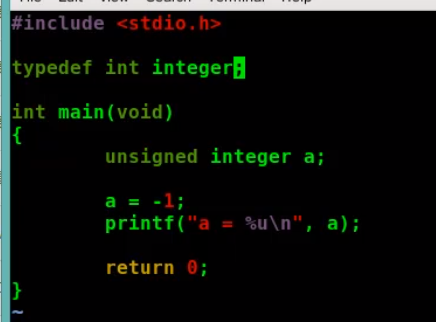 #include <stdio.h>
typedef int integer;
int main(void)
{
unsigned integer a;
a = -1;
printf("a = %u\n", a);
return 0;
}
~